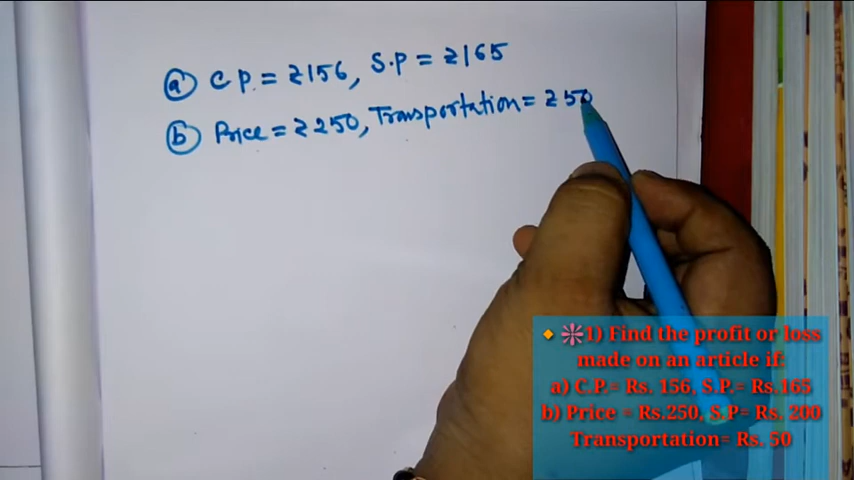 a C P. = ₹156, S.P = ₹165
b Price = ₹250, Transportation = ₹50
🔸❇️1) Find the profit or loss
made on an article if:
a) C.P.= Rs. 156, S.P.= Rs.165
b) Price = Rs.250, S.P= Rs. 200
Transportation= Rs. 50